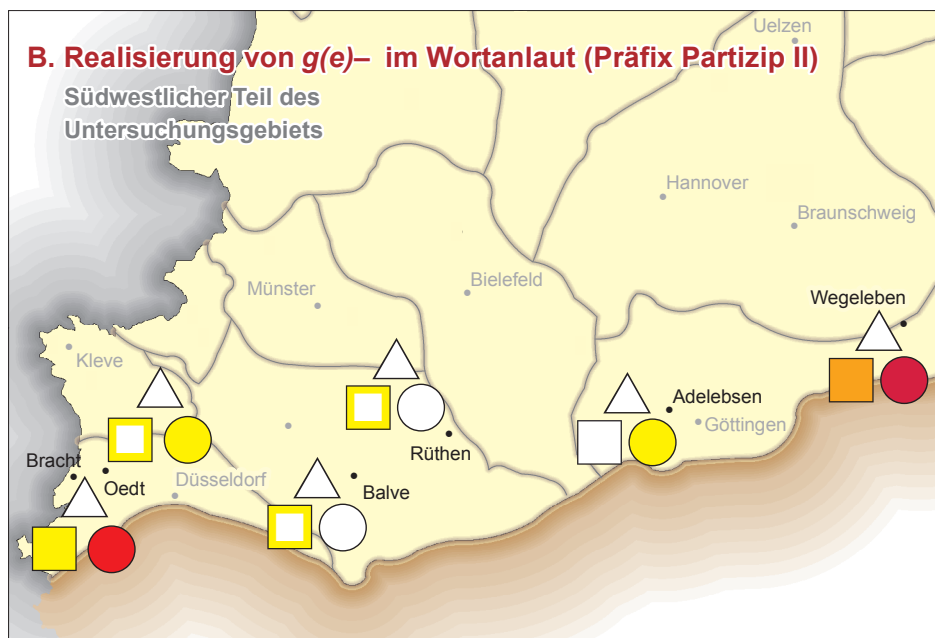 Uelzen
B. Realisierung von g(e)– im Wortanlaut (Präfix Partizip II)
Südwestlicher Teil des
Untersuchungsgebiets
Hannover
Braunschweig
Bielefeld
Münster
Wegeleben
Kleve
Adelebsen
Göttingen
Rüthen
Bracht
Oedt
Düsseldorf
Balve